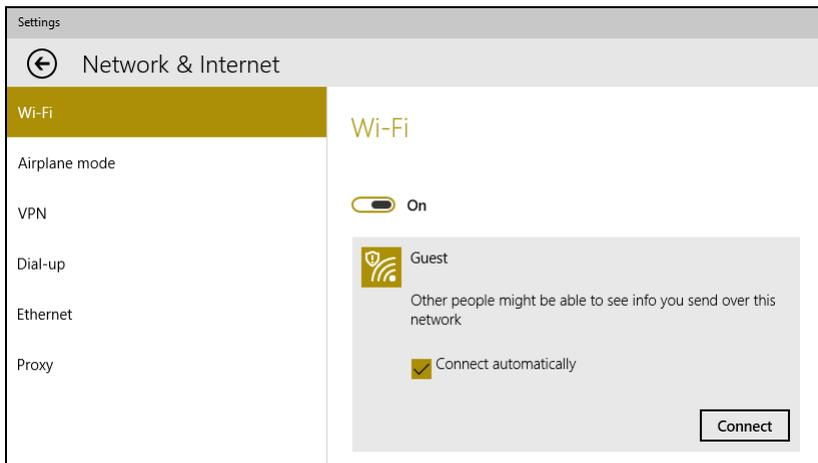 Settings
Network & Internet
Wi-Fi
Airplane mode
VPN
Dial-up
Ethernet
Proxy
Wi-Fi
On
Guest
Other people might be able to see info you send over this
network
Connect automatically
Connect